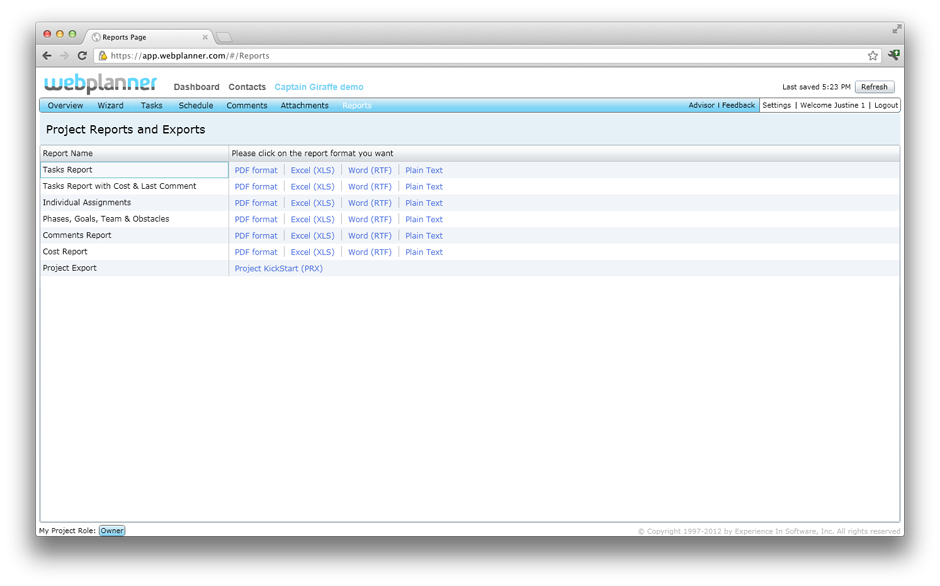 Reports Page
https://app.webplanner.com/#/Reports
webplanner Dashboard Contacts Captain Giraffe demo Last saved 5:23 PM Refresh
Overview Wizard Tasks Schedule Comments Attachments Reports Advisor I Feedback Settings | Welcome Justine 1 | Logout
Project Reports and Exports
Report Name Please click on the report format you want
Tasks Report PDF format Excel (XLS) Word (RTF) Plain Text
Tasks Report with Cost & Last Comment PDF format Excel (XLS) Word (RTF) Plain Text
Individual Assignments PDF format Excel (XLS) Word (RTF) Plain Text
Phases, Goals, Team & Obstacles PDF format Excel (XLS) Word (RTF) Plain Text
Comments Report PDF format Excel (XLS) Word (RTF) Plain Text
Cost Report PDF format Excel (XLS) Word (RTF) Plain Text
Project Export Project KickStart (PRX)
My Project Role: Owner © Copyright 1997-2012 by Experience In Software, Inc. All rights reserved